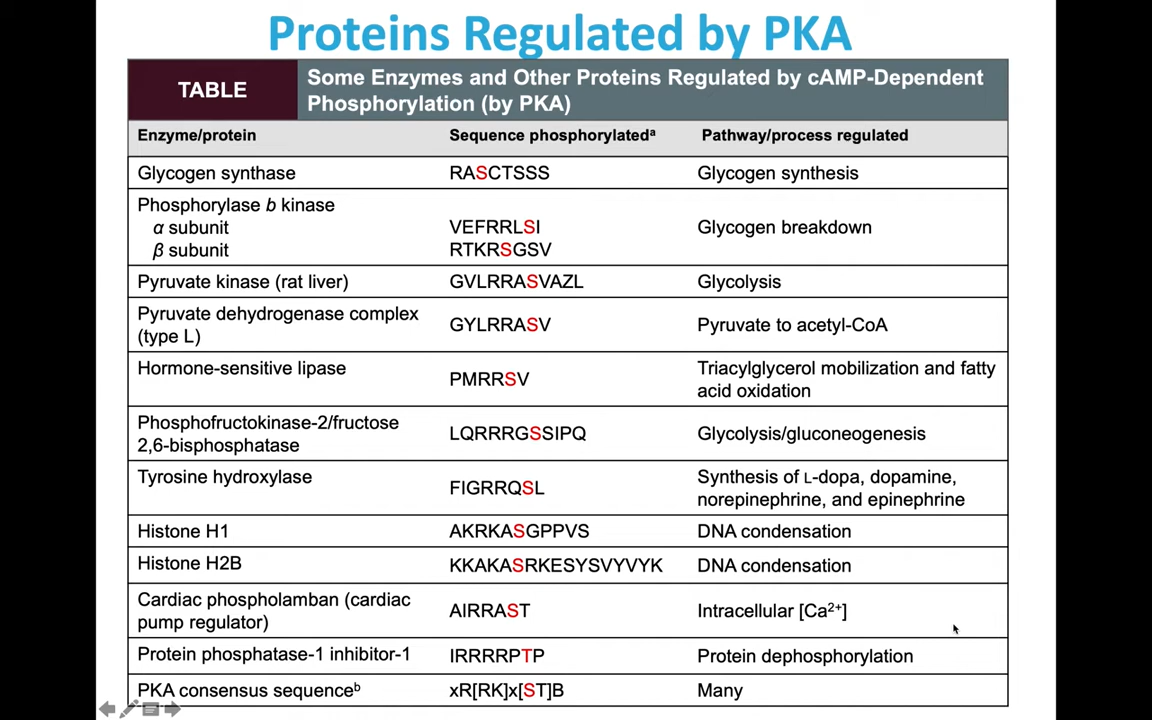 Proteins Regulated by PKA
TABLE
Some Enzymes and Other Proteins Regulated by cAMP-Dependent
Phosphorylation (by PKA)
Enzyme/protein Sequence phosphorylatedᵃ Pathway/process regulated
Glycogen synthase RASCTSSS Glycogen synthesis
Phosphorylase b kinase
α subunit VEFRRLSI Glycogen breakdown
β subunit RTKRSGSV
Pyruvate kinase (rat liver) GVLRRASVAZL Glycolysis
Pyruvate dehydrogenase complex
(type L) GYLRRASV Pyruvate to acetyl-CoA
Hormone-sensitive lipase PMRRSV Triacylglycerol mobilization and fatty
acid oxidation
Phosphofructokinase-2/fructose
2,6-bisphosphatase LQRRRGSSIPQ Glycolysis/gluconeogenesis
Tyrosine hydroxylase FIGRRQSL Synthesis of L-dopa, dopamine,
norepinephrine, and epinephrine
Histone H1 AKRKASGPPVS DNA condensation
Histone H2B KKAKASRKESYSVYVYK DNA condensation
Cardiac phospholamban (cardiac
pump regulator) AIRRAST Intracellular [Ca²⁺]
Protein phosphatase-1 inhibitor-1 IRRRRPTP Protein dephosphorylation
PKA consensus sequenceᵇ xR[RK]x[ST]B Many